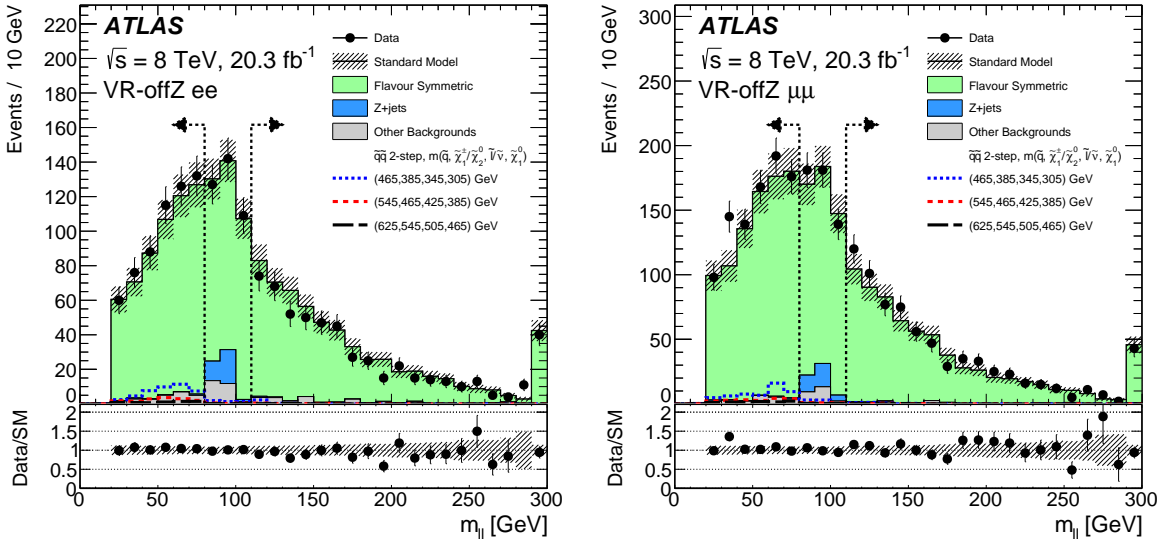 Events / 10 GeV
220
200
180
160
140
120
100
80
60
40
20
0
ATLAS
√s = 8 TeV, 20.3 fb⁻¹
VR-offZ ee
Data
Standard Model
Flavour Symmetric
Z+jets
Other Backgrounds
q̃q̃ 2-step, m(q̃, χ̃₁±/χ̃₂⁰, l̃/ν̃, χ̃₁⁰)
(465,385,345,305) GeV
(545,465,425,385) GeV
(625,545,505,465) GeV
Data/SM
2
1.5
1
0.5
0
0 50 100 150 200 250 300
m_ll [GeV]
Events / 10 GeV
300
250
200
150
100
50
0
ATLAS
√s = 8 TeV, 20.3 fb⁻¹
VR-offZ μμ
Data
Standard Model
Flavour Symmetric
Z+jets
Other Backgrounds
q̃q̃ 2-step, m(q̃, χ̃₁±/χ̃₂⁰, l̃/ν̃, χ̃₁⁰)
(465,385,345,305) GeV
(545,465,425,385) GeV
(625,545,505,465) GeV
Data/SM
2
1.5
1
0.5
0
0 50 100 150 200 250 300
m_ll [GeV]